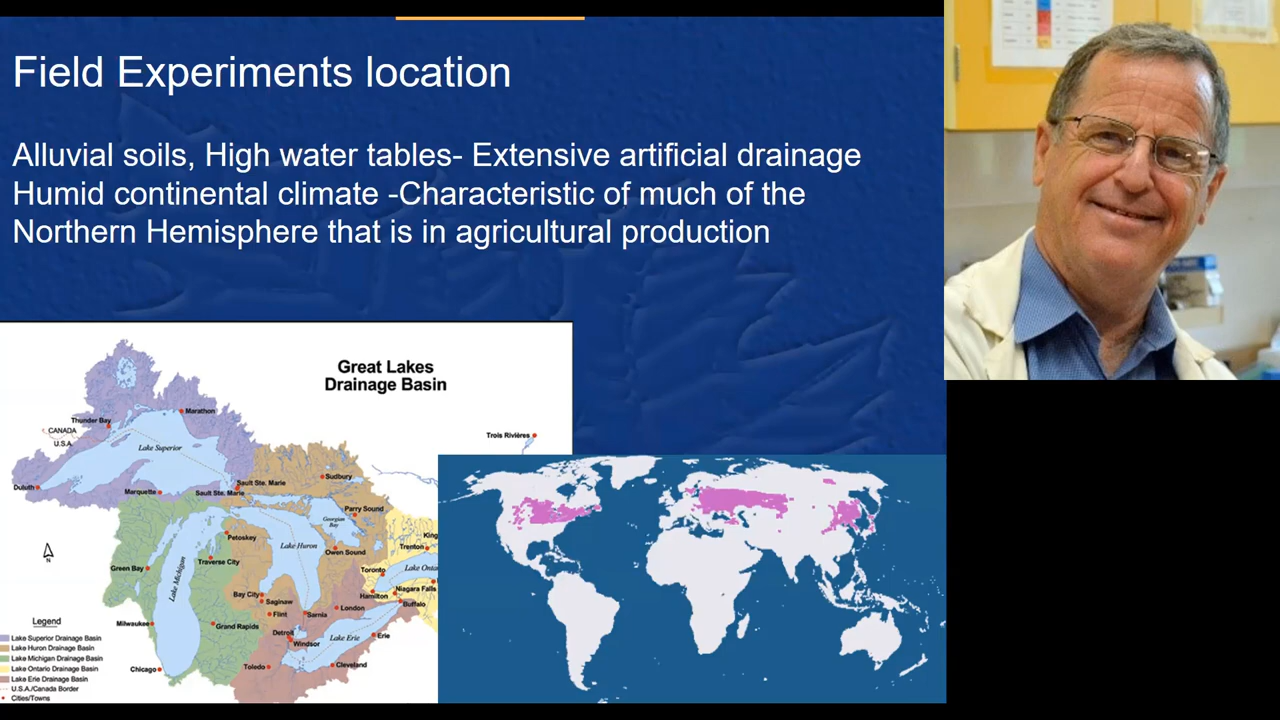 Field Experiments location
Alluvial soils, High water tables- Extensive artificial drainage
Humid continental climate -Characteristic of much of the
Northern Hemisphere that is in agricultural production
Great Lakes
Drainage Basin
Marathon
Thunder Bay
CANADA
U.S.A.
Trois Rivières
Lake Superior
Sudbury
Duluth
Marquette
Sault Ste. Marie
Sault Ste. Marie
Parry Sound
Georgian
Bay
Petoskey
Lake Huron
Owen Sound
King
Trenton
N
Green Bay
Traverse City
Lake Michigan
Toronto
Lake Onta
Niagara Falls
Hamilton
Buffalo
Bay City
Saginaw
Flint
Sarnia
London
Legend
Milwaukee
Grand Rapids
Detroit
Windsor
Lake Erie
Erie
Lake Superior Drainage Basin
Lake Huron Drainage Basin
Lake Michigan Drainage Basin
Lake Ontario Drainage Basin
Lake Erie Drainage Basin
U.S.A./Canada Border
Cities/Towns
Chicago
Toledo
Cleveland